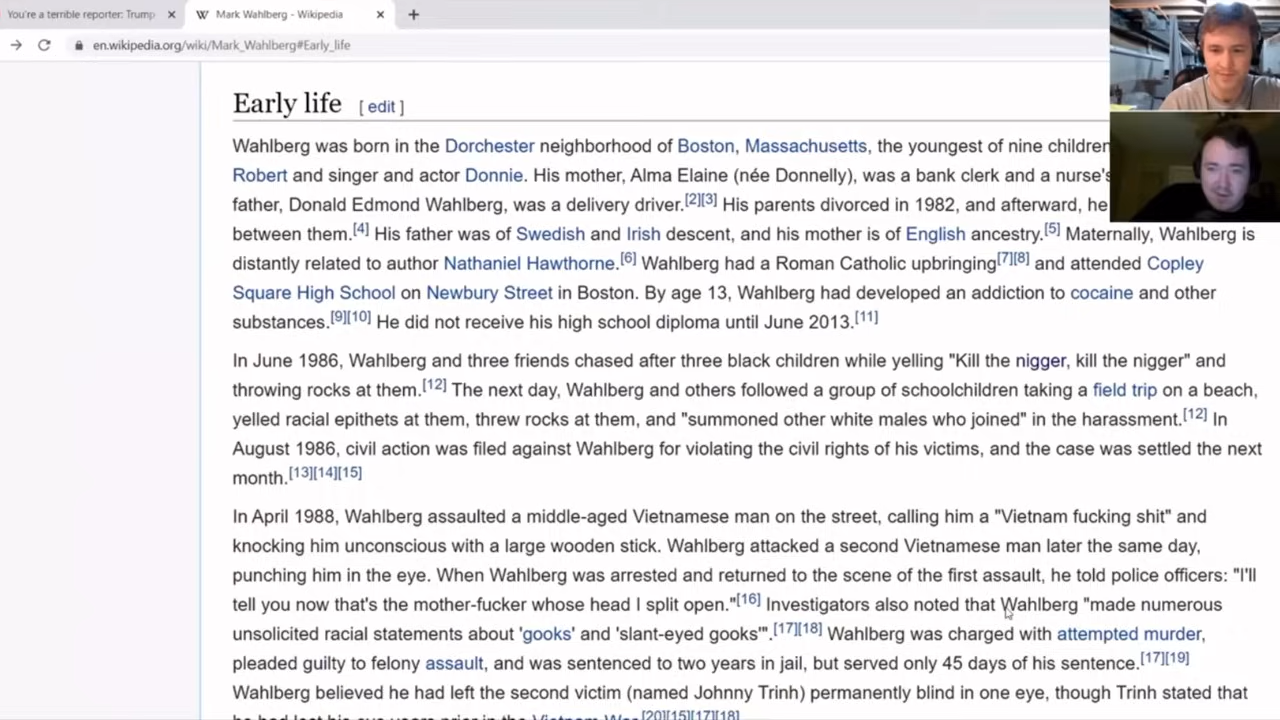 You're a terrible reporter: Trump
Mark Wahlberg - Wikipedia
en.wikipedia.org/wiki/Mark_Wahlberg#Early_life
Early life [ edit ]
Wahlberg was born in the Dorchester neighborhood of Boston, Massachusetts, the youngest of nine children
Robert and singer and actor Donnie. His mother, Alma Elaine (née Donnelly), was a bank clerk and a nurse's
father, Donald Edmond Wahlberg, was a delivery driver.[2][3] His parents divorced in 1982, and afterward, he
between them.[4] His father was of Swedish and Irish descent, and his mother is of English ancestry.[5] Maternally, Wahlberg is
distantly related to author Nathaniel Hawthorne.[6] Wahlberg had a Roman Catholic upbringing[7][8] and attended Copley
Square High School on Newbury Street in Boston. By age 13, Wahlberg had developed an addiction to cocaine and other
substances.[9][10] He did not receive his high school diploma until June 2013.[11]
In June 1986, Wahlberg and three friends chased after three black children while yelling "Kill the nigger, kill the nigger" and
throwing rocks at them.[12] The next day, Wahlberg and others followed a group of schoolchildren taking a field trip on a beach,
yelled racial epithets at them, threw rocks at them, and "summoned other white males who joined" in the harassment.[12] In
August 1986, civil action was filed against Wahlberg for violating the civil rights of his victims, and the case was settled the next
month.[13][14][15]
In April 1988, Wahlberg assaulted a middle-aged Vietnamese man on the street, calling him a "Vietnam fucking shit" and
knocking him unconscious with a large wooden stick. Wahlberg attacked a second Vietnamese man later the same day,
punching him in the eye. When Wahlberg was arrested and returned to the scene of the first assault, he told police officers: "I'll
tell you now that's the mother-fucker whose head I split open."[16] Investigators also noted that Wahlberg "made numerous
unsolicited racial statements about 'gooks' and 'slant-eyed gooks'".[17][18] Wahlberg was charged with attempted murder,
pleaded guilty to felony assault, and was sentenced to two years in jail, but served only 45 days of his sentence.[17][19]
Wahlberg believed he had left the second victim (named Johnny Trinh) permanently blind in one eye, though Trinh stated that
he had lost his eye years prior in the Vietnam War.[20][15][17][18]